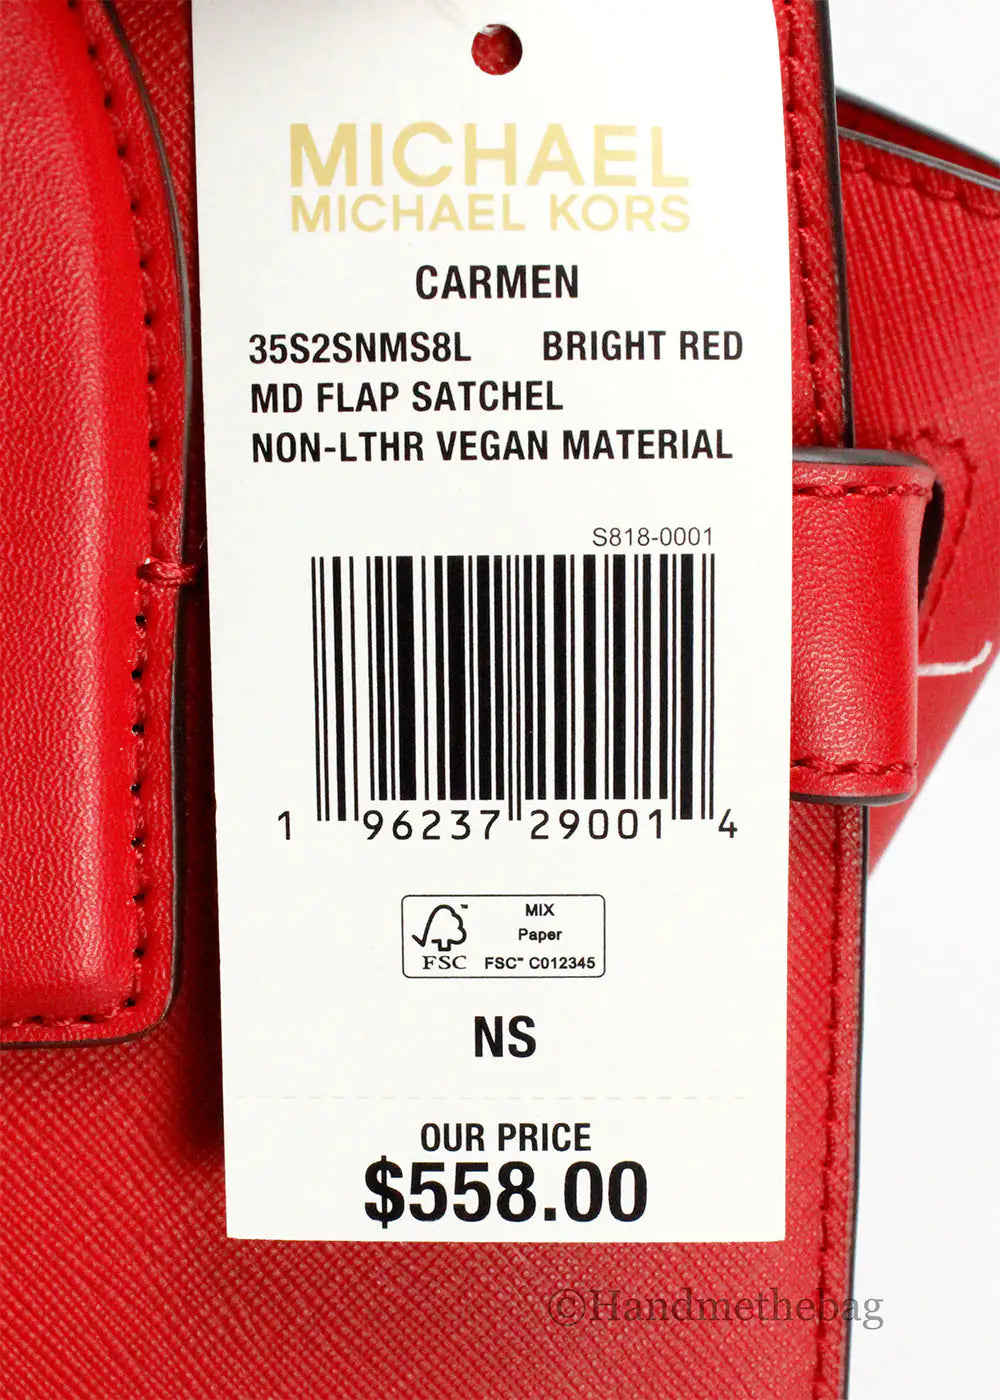 MICHAEL
MICHAEL KORS
CARMEN
35S2SNMS8L BRIGHT RED
MD FLAP SATCHEL
NON-LTHR VEGAN MATERIAL
S818-0001
1 96237 29001 4
FSC
MIX
Paper
FSC™ C012345
NS
OUR PRICE
$558.00
©Handmethebag